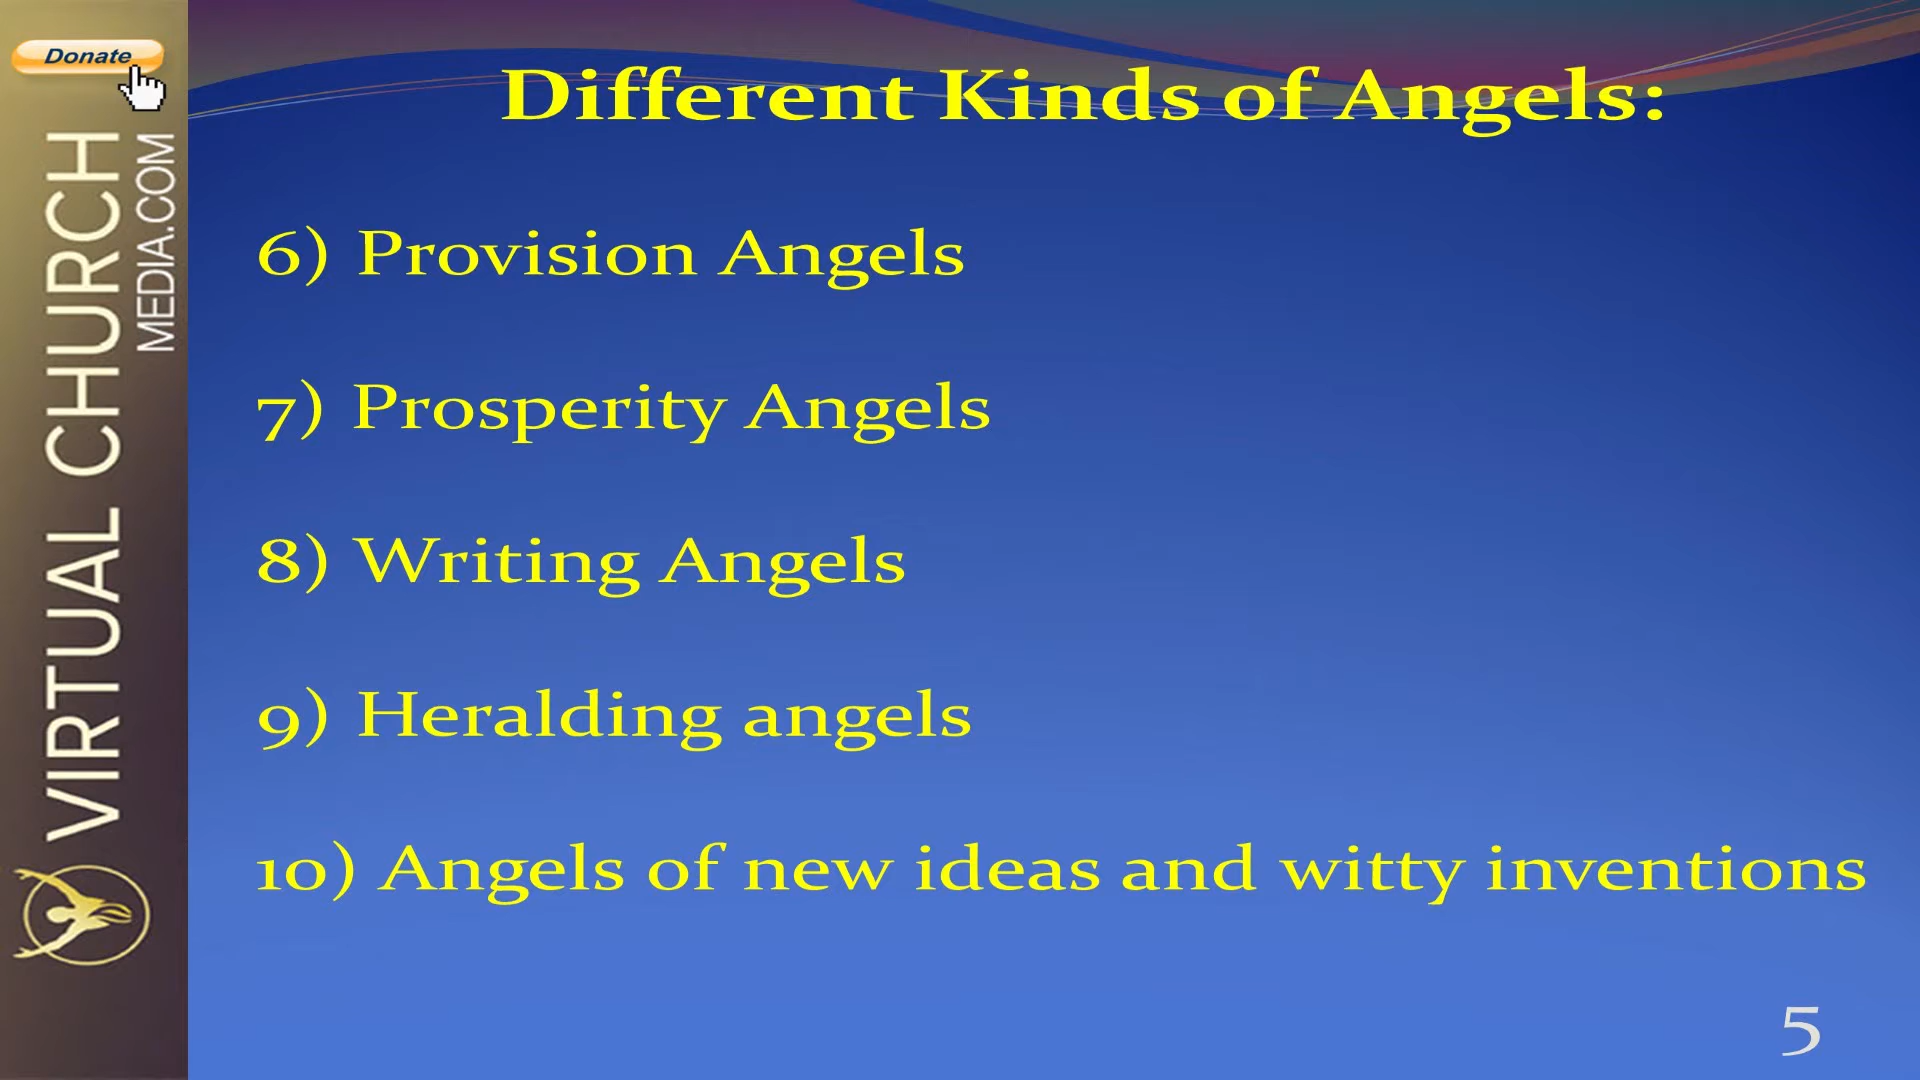 Donate
VIRTUAL CHURCH
MEDIA.COM
Different Kinds of Angels:
6) Provision Angels
7) Prosperity Angels
8) Writing Angels
9) Heralding angels
10) Angels of new ideas and witty inventions
5